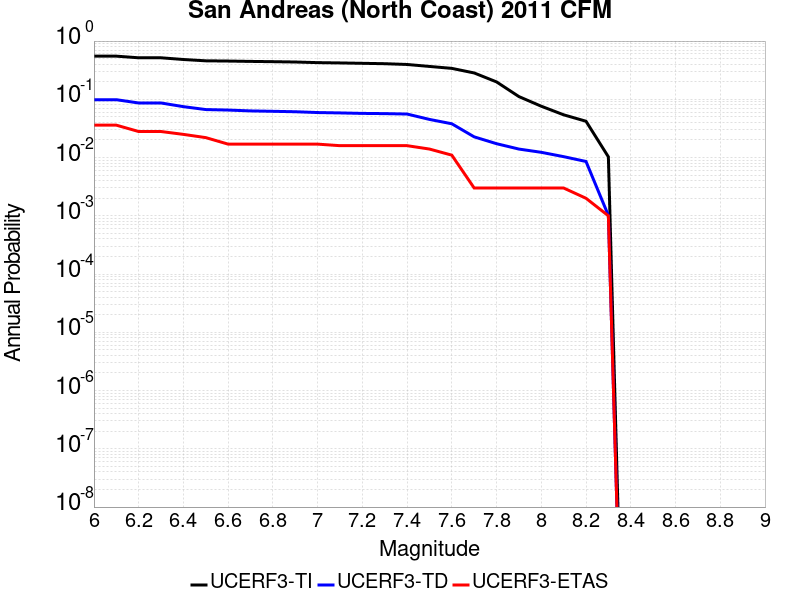 San Andreas (North Coast) 2011 CFM
10^0
10^-1
10^-2
10^-3
10^-4
10^-5
10^-6
10^-7
10^-8
Annual Probability
6 6.2 6.4 6.6 6.8 7 7.2 7.4 7.6 7.8 8 8.2 8.4 8.6 8.8 9
Magnitude
UCERF3-TI UCERF3-TD UCERF3-ETAS